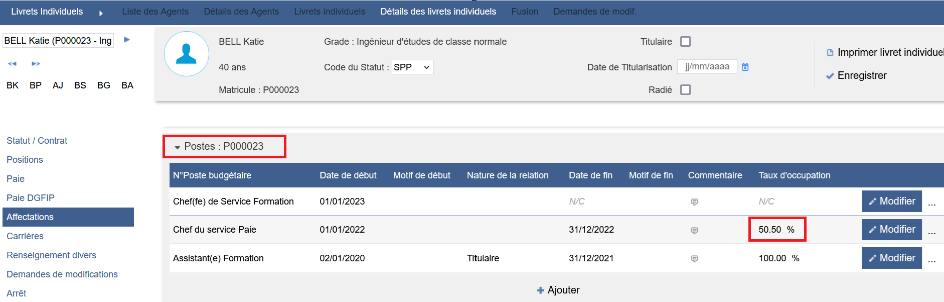 Livrets Individuels Liste des Agents Détails des Agents Livrets Individuels Détails des livrets individuels Fusion Demandes de modif.
BELL Katie (P000023 - Ing
BK BP AJ BS BG BA
BELL Katie Grade : Ingénieur d'études de classe normale Titulaire
40 ans Code du Statut : SPP Date de Titularisation jj/mm/aaaa
Matricule : P000023 Radié
Imprimer livret individuel
Enregistrer
Statut / Contrat
Positions
Paie
Paie DGFIP
Affectations
Carrières
Renseignement divers
Demandes de modifications
Arrêt
Postes : P000023
N°Poste budgétaire Date de début Motif de début Nature de la relation Date de fin Motif de fin Commentaire Taux d'occupation
Chef(fe) de Service Formation 01/01/2023 N/C N/C Modifier ...
Chef du service Paie 01/01/2022 31/12/2022 50.50 % Modifier ...
Assistant(e) Formation 02/01/2020 Titulaire 31/12/2021 100.00 % Modifier ...
Ajouter